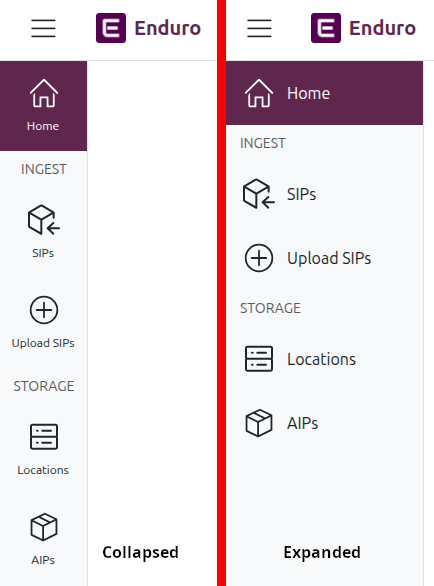 Enduro
Home
INGEST
SIPs
Upload SIPs
STORAGE
Locations
AIPs
Collapsed
Enduro
Home
INGEST
SIPs
Upload SIPs
STORAGE
Locations
AIPs
Expanded